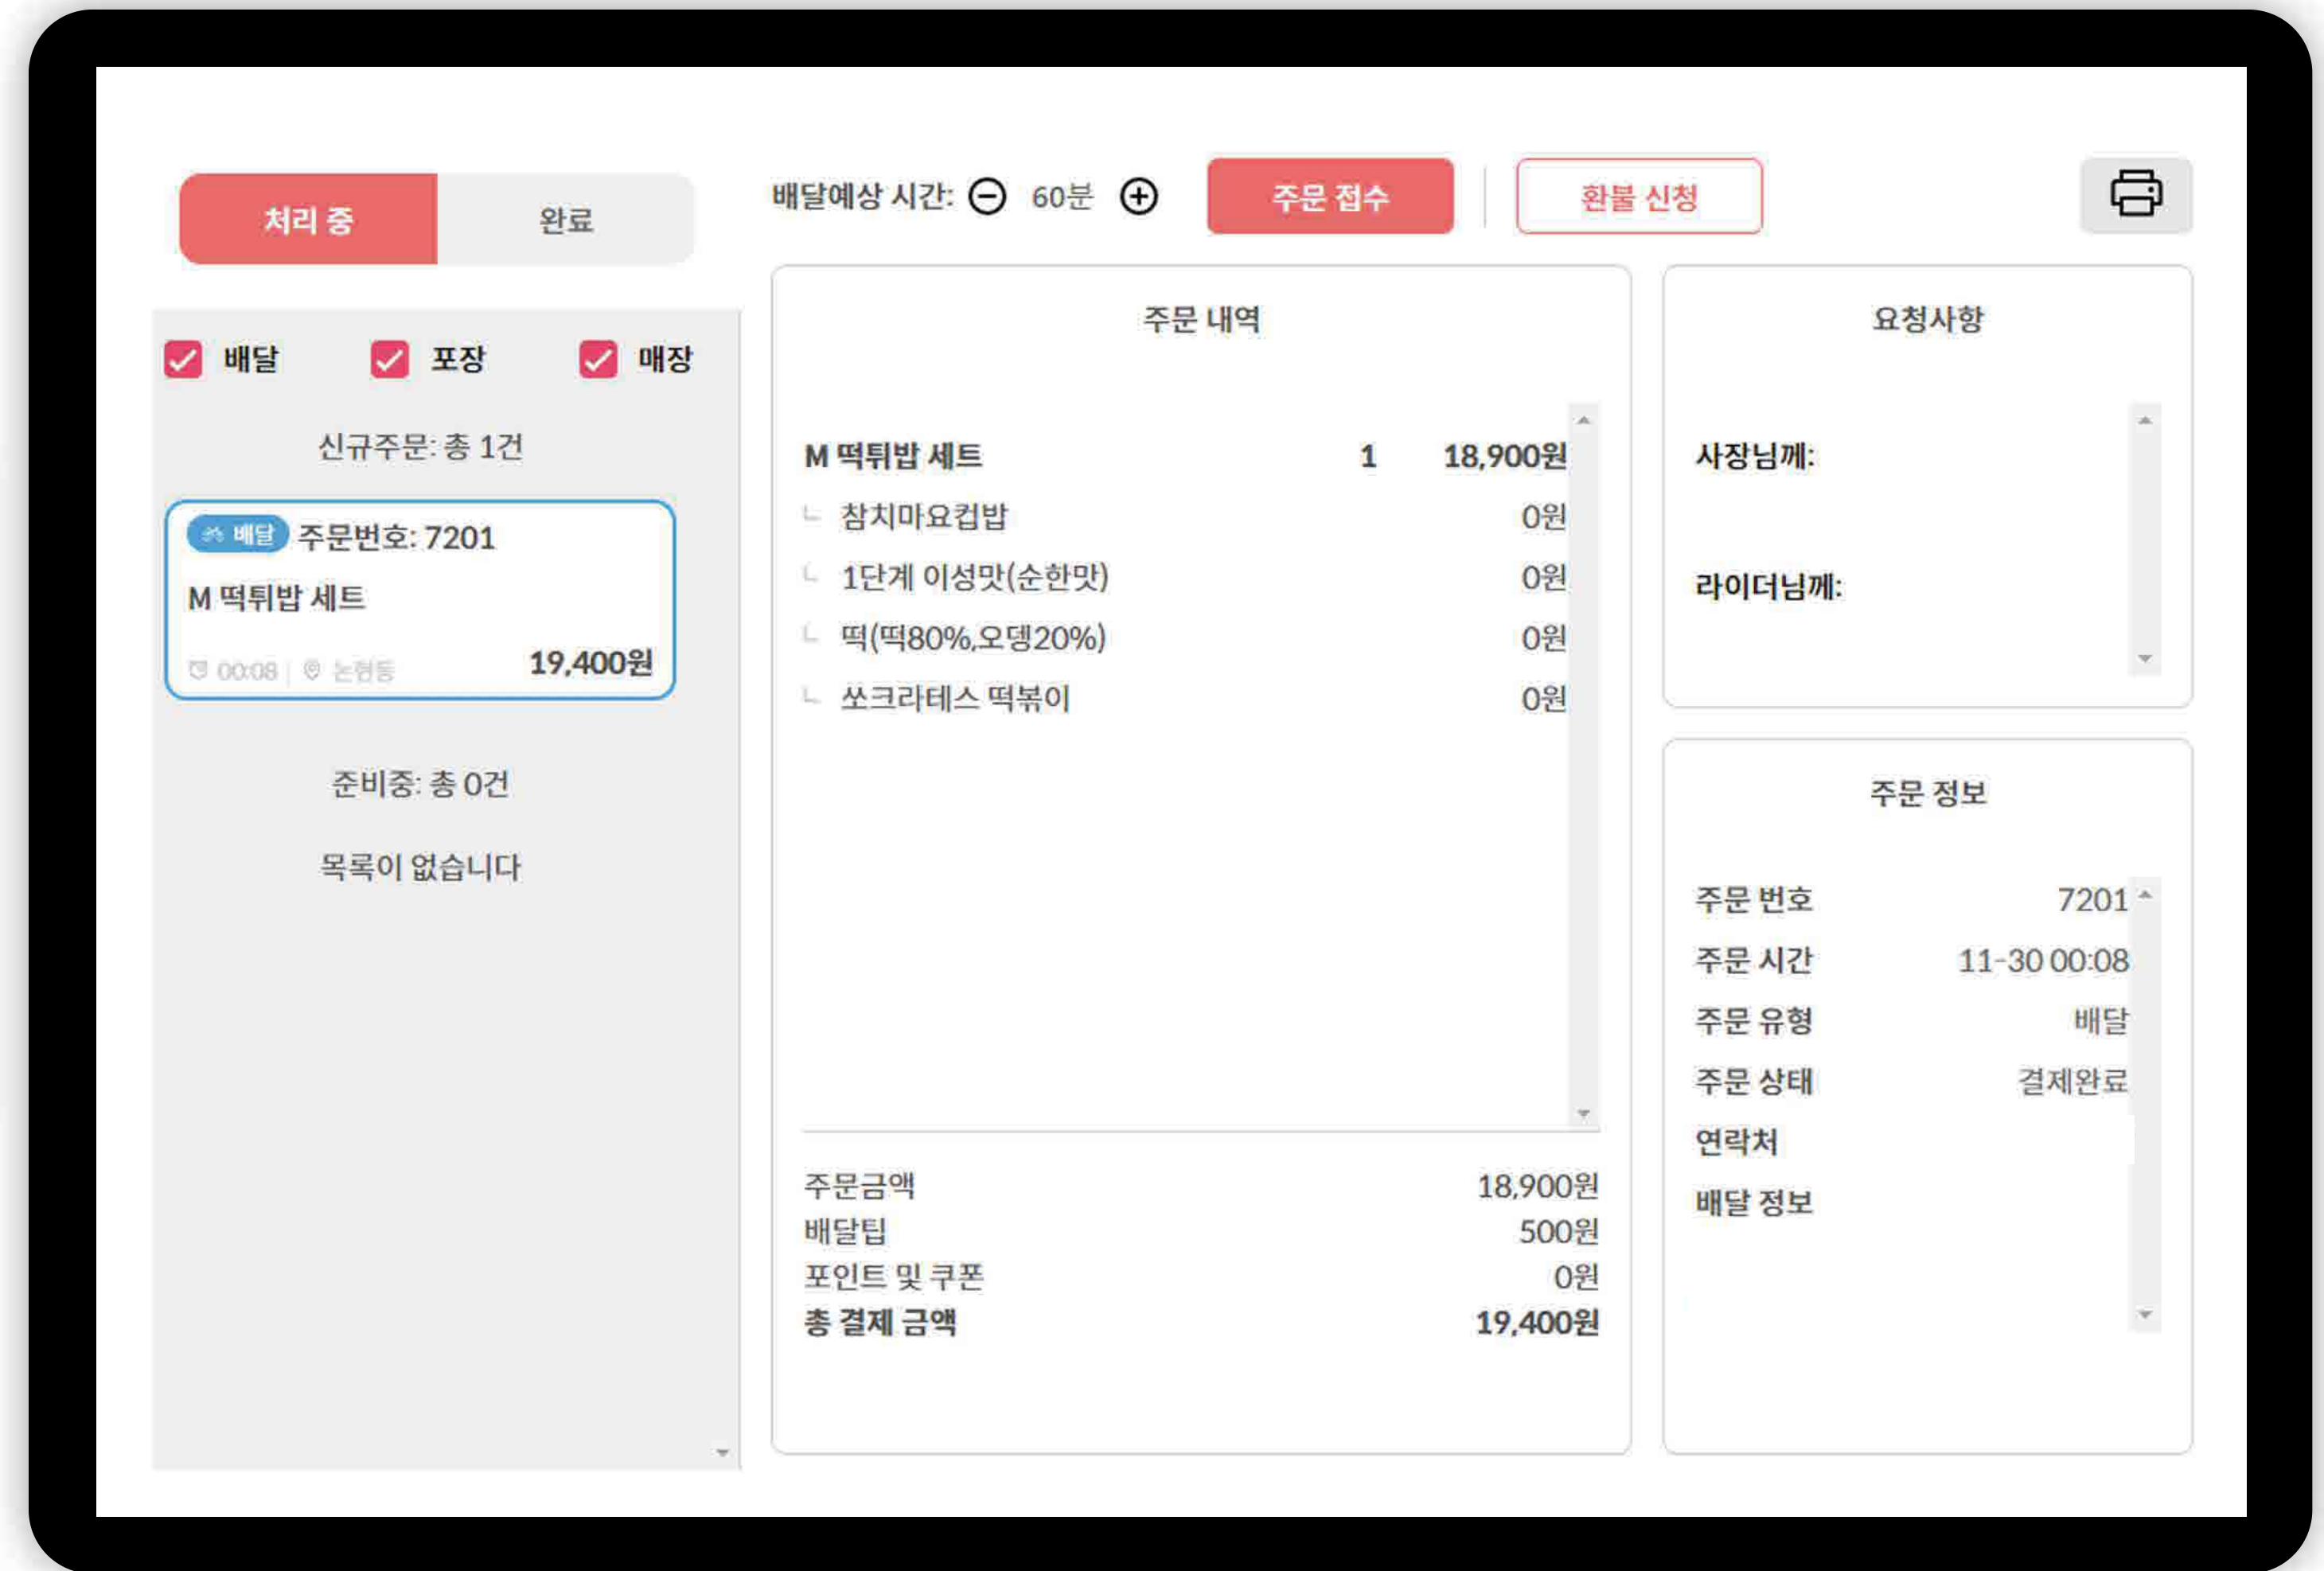 처리 중 완료
배달 포장 매장
신규주문: 총 1건
배달 주문번호: 7201
M 떡튀밥 세트
00:08 논현동 19,400원
준비중: 총 0건
목록이 없습니다
배달예상 시간: 60분 주문 접수 환불 신청
주문 내역
M 떡튀밥 세트 1 18,900원
참치마요컵밥 0원
1단계 이성맛(순한맛) 0원
떡(떡80%,오뎅20%) 0원
쏘크라테스 떡볶이 0원
주문금액 18,900원
배달팁 500원
포인트 및 쿠폰 0원
총 결제 금액 19,400원
요청사항
사장님께:
라이더님께:
주문 정보
주문 번호 7201
주문 시간 11-30 00:08
주문 유형 배달
주문 상태 결제완료
연락처
배달 정보